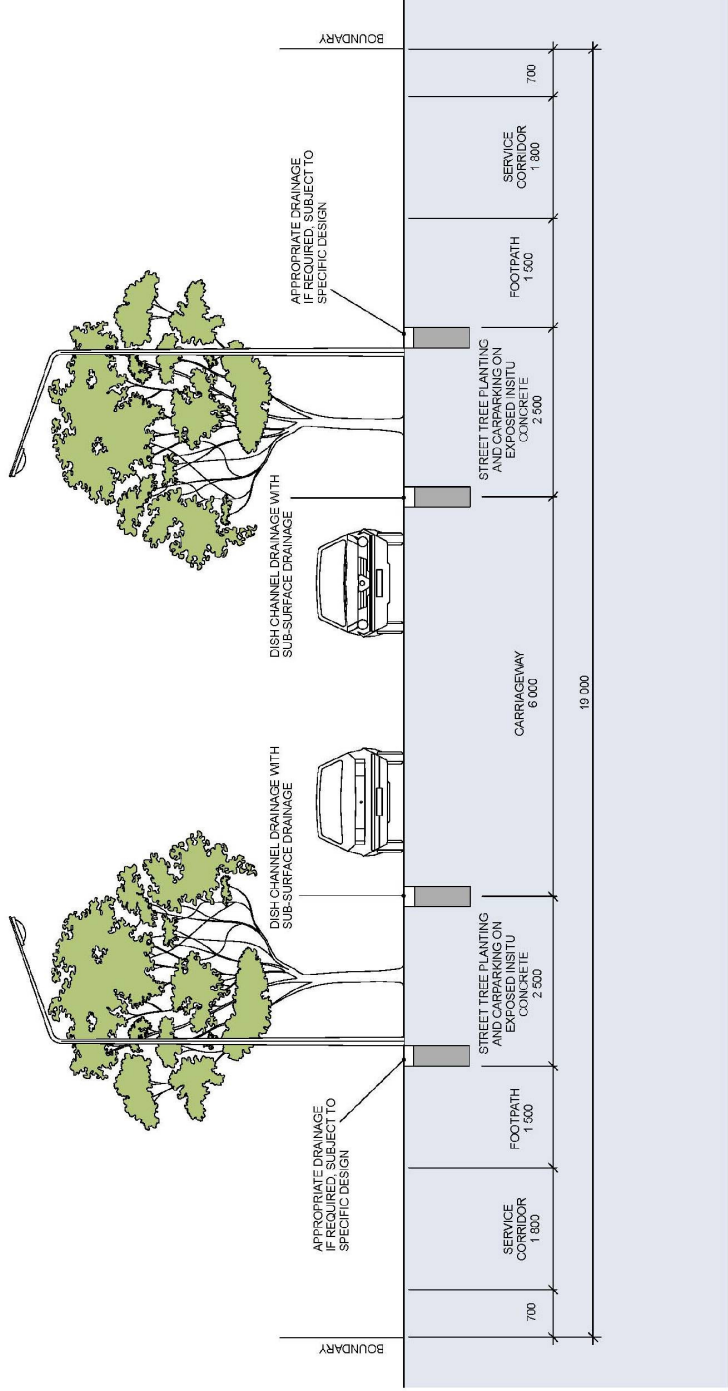 BOUNDARY
BOUNDARY
APPROPRIATE DRAINAGE
IF REQUIRED, SUBJECT TO
SPECIFIC DESIGN
DISH CHANNEL DRAINAGE WITH
SUB-SURFACE DRAINAGE
DISH CHANNEL DRAINAGE WITH
SUB-SURFACE DRAINAGE
APPROPRIATE DRAINAGE
IF REQUIRED, SUBJECT TO
SPECIFIC DESIGN
700
SERVICE
CORRIDOR
1 800
FOOTPATH
1 500
STREET TREE PLANTING
AND CARPARKING ON
EXPOSED INSITU
CONCRETE
2 500
CARRIAGEWAY
6 000
STREET TREE PLANTING
AND CARPARKING ON
EXPOSED INSITU
CONCRETE
2 500
FOOTPATH
1 500
SERVICE
CORRIDOR
1 800
700
19 000